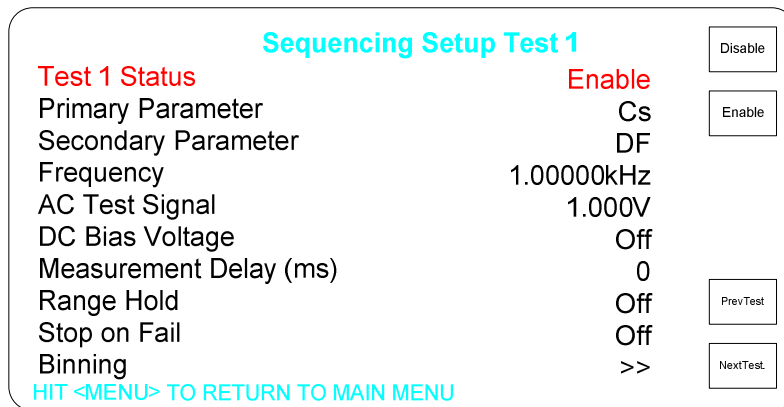 Sequencing Setup Test 1
Disable
Test 1 Status Enable
Primary Parameter Cs
Enable
Secondary Parameter DF
Frequency 1.00000kHz
AC Test Signal 1.000V
DC Bias Voltage Off
Measurement Delay (ms) 0
Range Hold Off
PrevTest
Stop on Fail Off
Binning >>
NextTest.
HIT <MENU> TO RETURN TO MAIN MENU